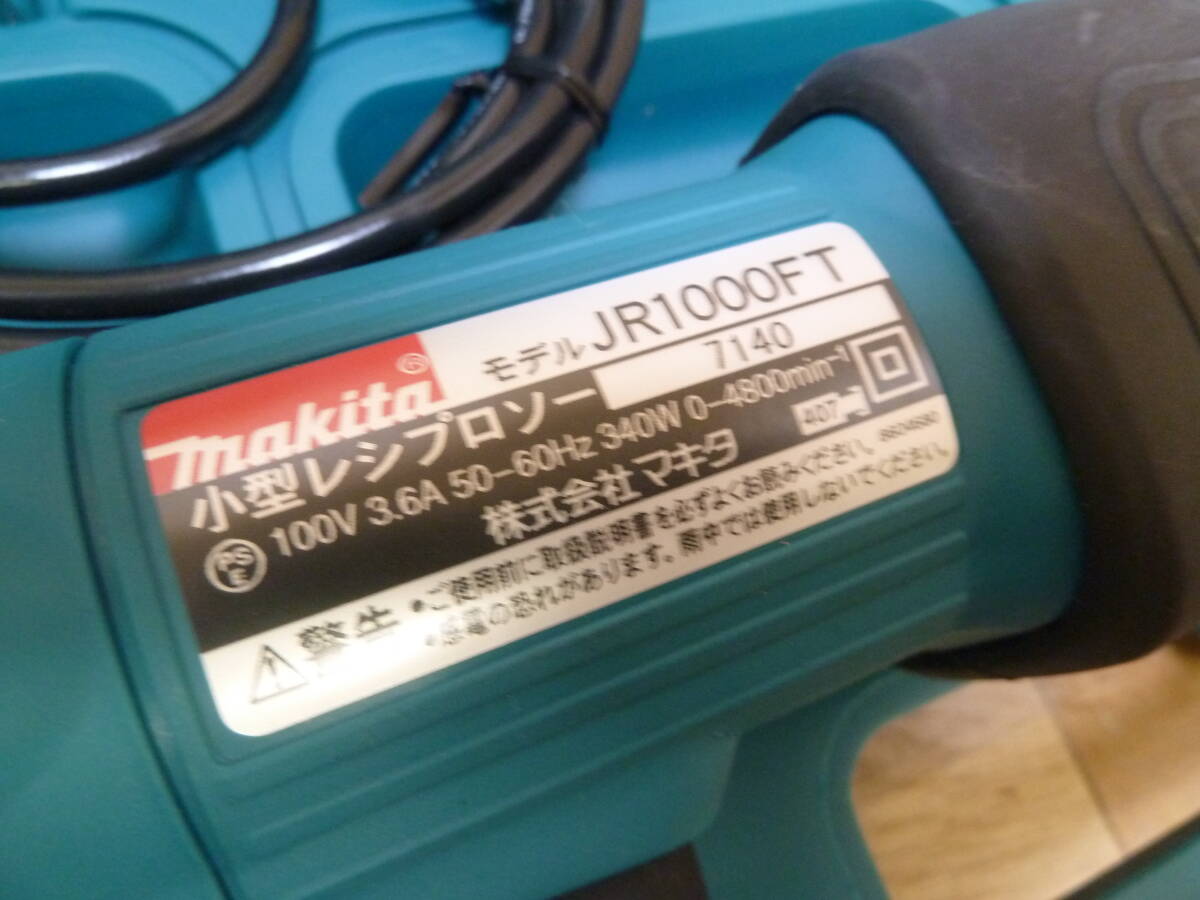 makita®
モデル JR1000FT
小型レシプロソー 7140
PSE 100V 3.6A 50-60Hz 340W 0-4800min⁻¹
株式会社 マキタ 407
警告 •ご使用前に取扱説明書を必ずよくお読みください。 8604680
•感電の恐れがあります。雨中では使用しないでください。